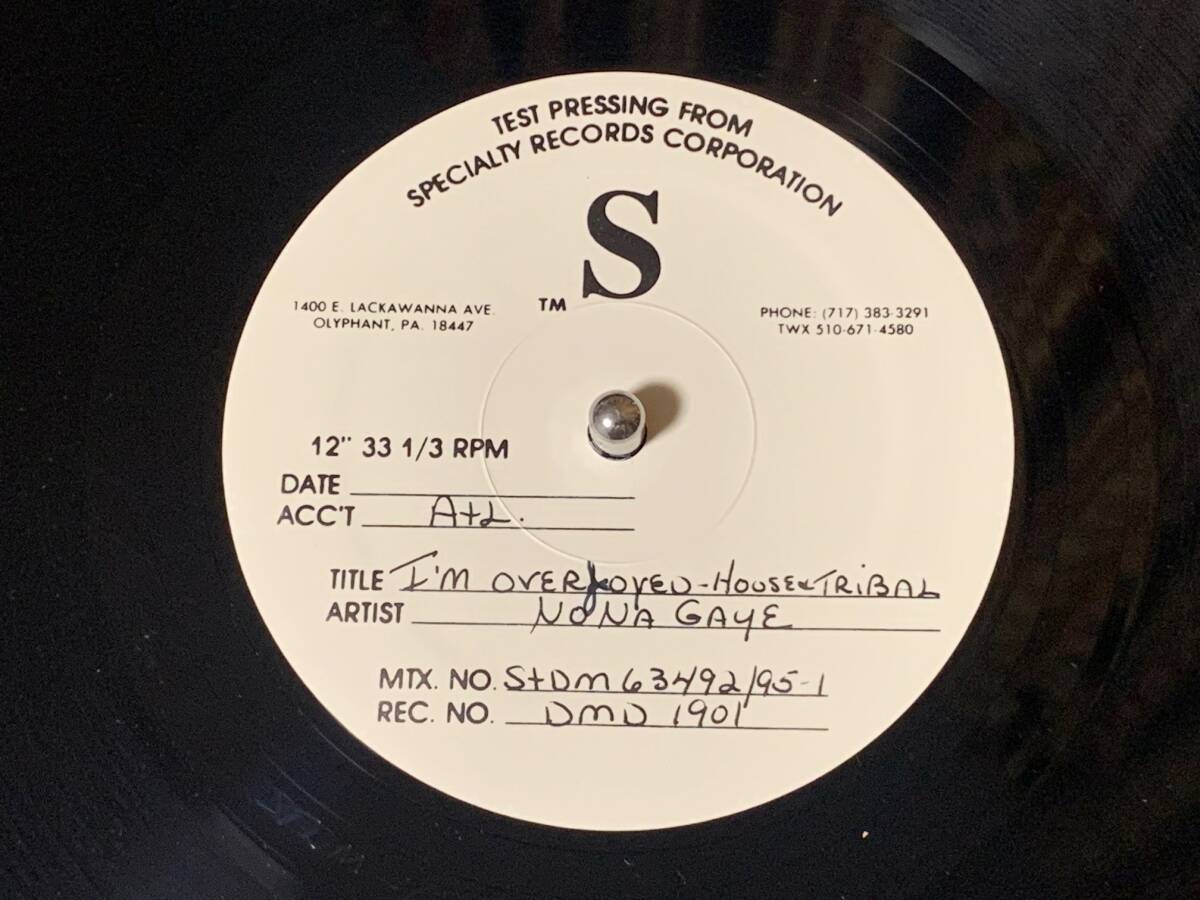 TEST PRESSING FROM
SPECIALTY RECORDS CORPORATION
S
TM
1400 E. LACKAWANNA AVE.
OLYPHANT, PA. 18447
PHONE: (717) 383-3291
TWX 510-671-4580
12" 33 1/3 RPM
DATE
ACC'T Atl.
TITLE I'M OVERJOYED-HOUSE & TRIBAL
ARTIST NONA GAYE
MTX. NO. StDM 63492/95-1
REC. NO. DMD 1901